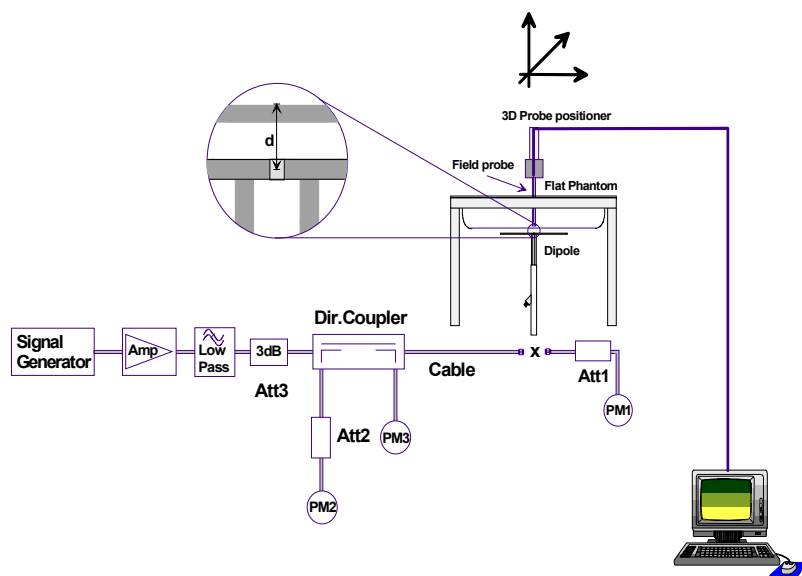 3D Probe positioner
d
Field probe
Flat Phantom
Dipole
Dir.Coupler
Signal
Generator
Amp
Low
Pass
3dB
Att3
Cable
x
Att1
PM1
Att2
PM3
PM2